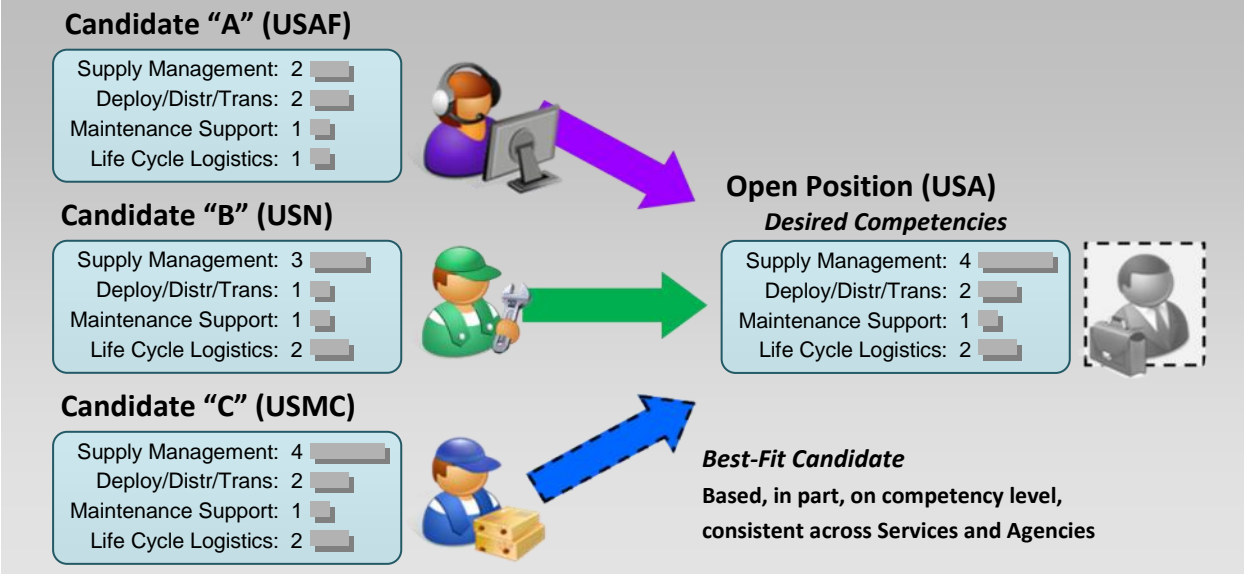 Candidate “A” (USAF)
Supply Management: 2
Deploy/Distr/Trans: 2
Maintenance Support: 1
Life Cycle Logistics: 1
Candidate “B” (USN)
Supply Management: 3
Deploy/Distr/Trans: 1
Maintenance Support: 1
Life Cycle Logistics: 2
Candidate “C” (USMC)
Supply Management: 4
Deploy/Distr/Trans: 2
Maintenance Support: 1
Life Cycle Logistics: 2
Open Position (USA)
Desired Competencies
Supply Management: 4
Deploy/Distr/Trans: 2
Maintenance Support: 1
Life Cycle Logistics: 2
Best-Fit Candidate
Based, in part, on competency level,
consistent across Services and Agencies